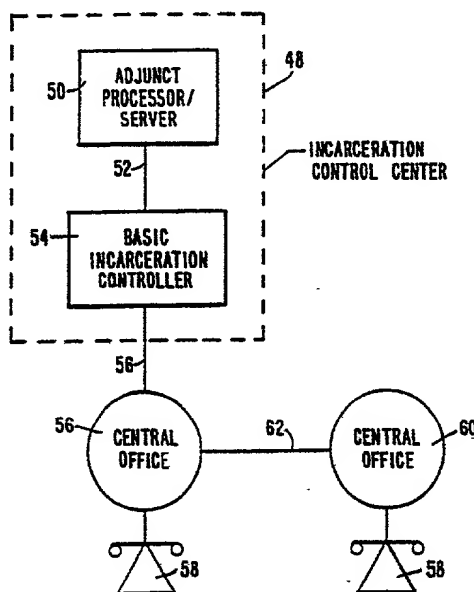 50
ADJUNCT
PROCESSOR/
SERVER
48
52
INCARCERATION
CONTROL CENTER
54
BASIC
INCARCERATION
CONTROLLER
56
56
CENTRAL
OFFICE
62
CENTRAL
OFFICE
60
58
58